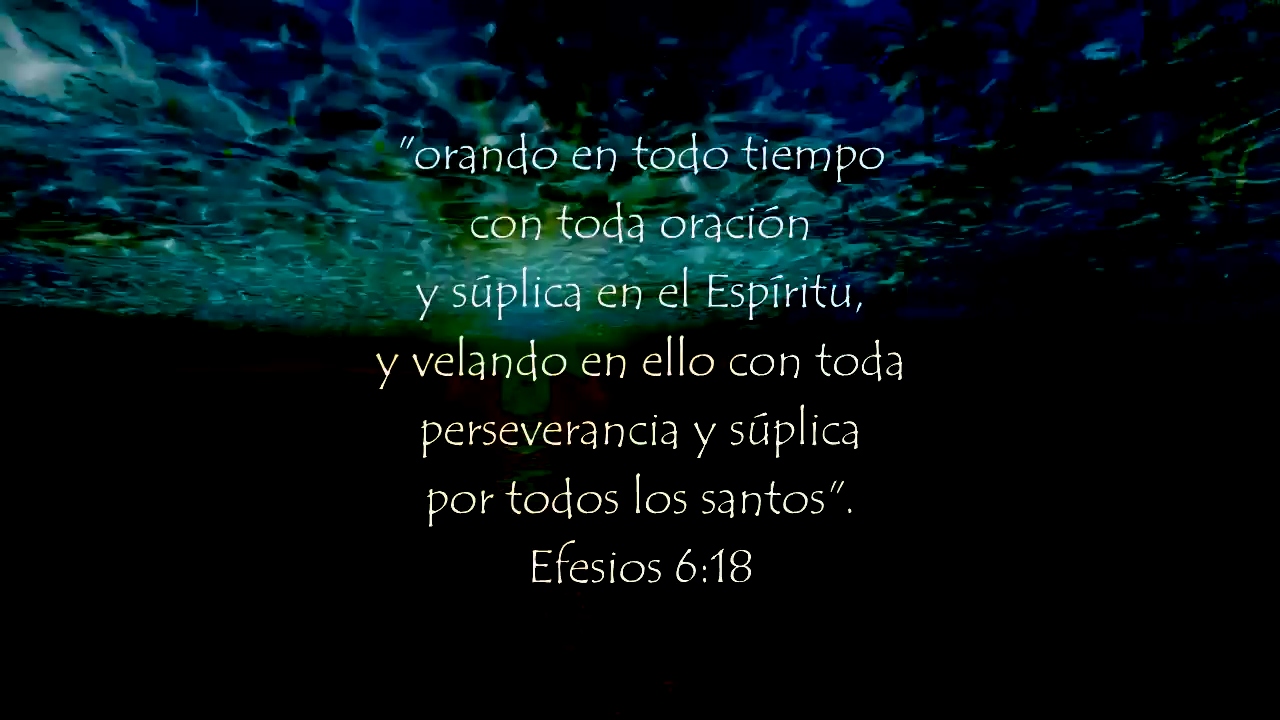 "orando en todo tiempo
con toda oración
y súplica en el Espíritu,
y velando en ello con toda
perseverancia y súplica
por todos los santos".
Efesios 6:18